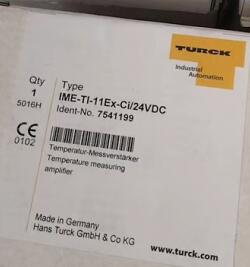 TURCK
Industrial
Automation
Qty
1
5016H
Type
IME-TI-11Ex-Ci/24VDC
Ident-No. 7541199
CE
0102
Temperatur-Messverstärker
Temperature measuring
amplifier
Made in Germany
Hans Turck GmbH & Co KG
www.turck.com